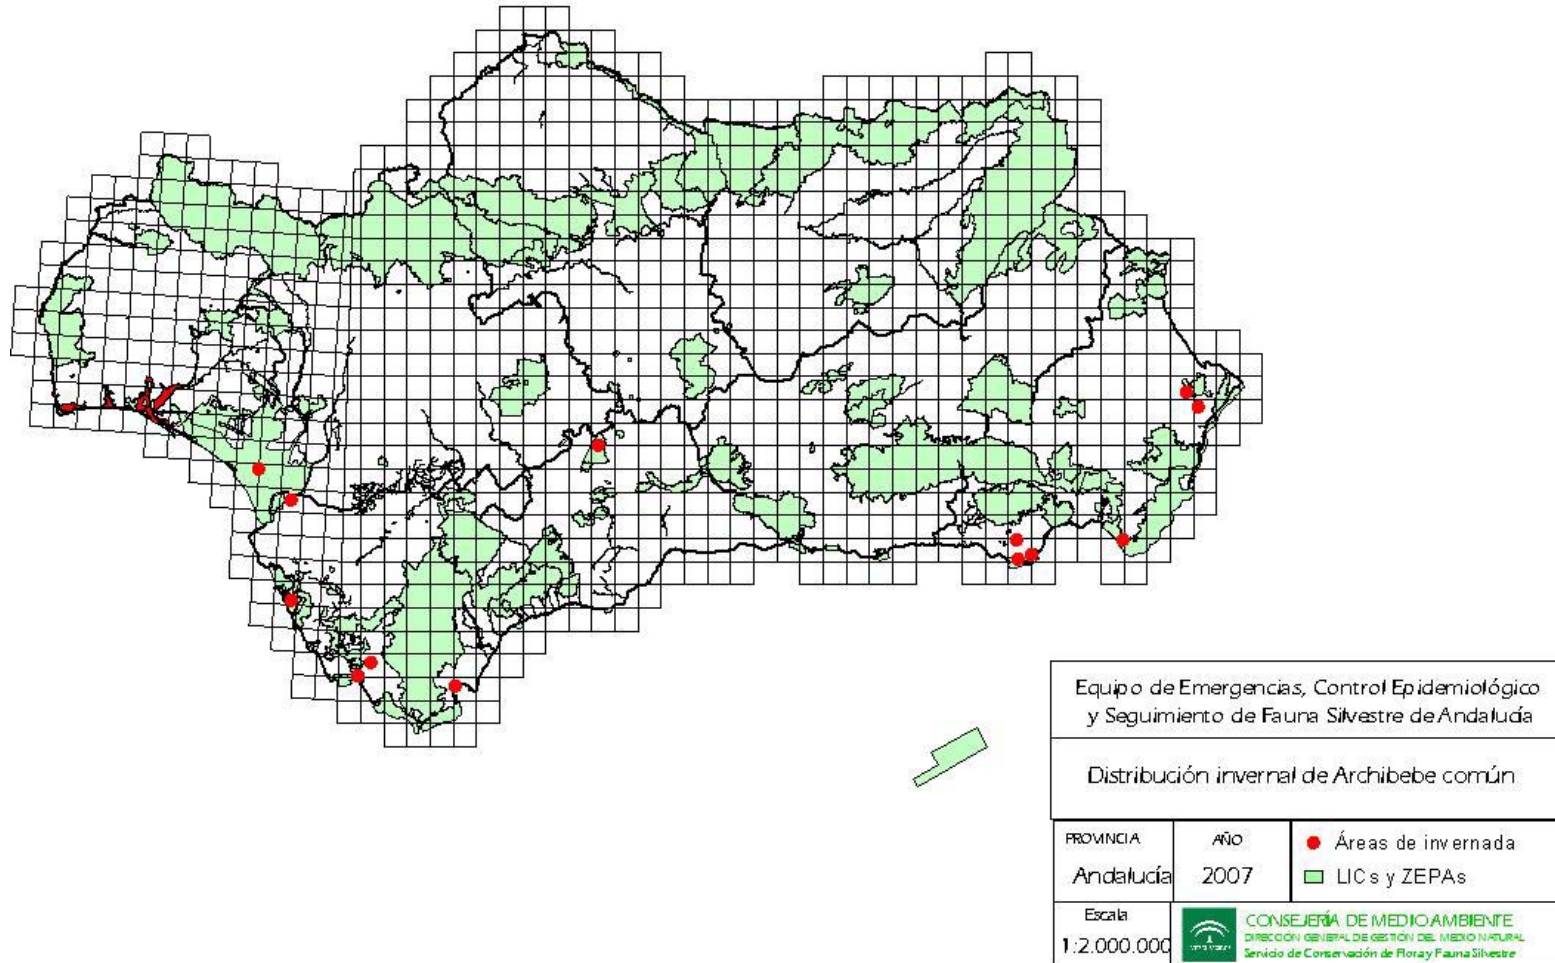 Equipo de Emergencias, Control Epidemiológico
y Seguimiento de Fauna Silvestre de Andalucía
Distribución invernal de Archibebe común
PROVINCIA
Andalucía
AÑO
2007
Áreas de invernada
LICs y ZEPAs
Escala
1:2.000.000
CONSEJERÍA DE MEDIO AMBIENTE
DIRECCIÓN GENERAL DE GESTIÓN DEL MEDIO NATURAL
Servicio de Conservación de Flora y Fauna Silvestre